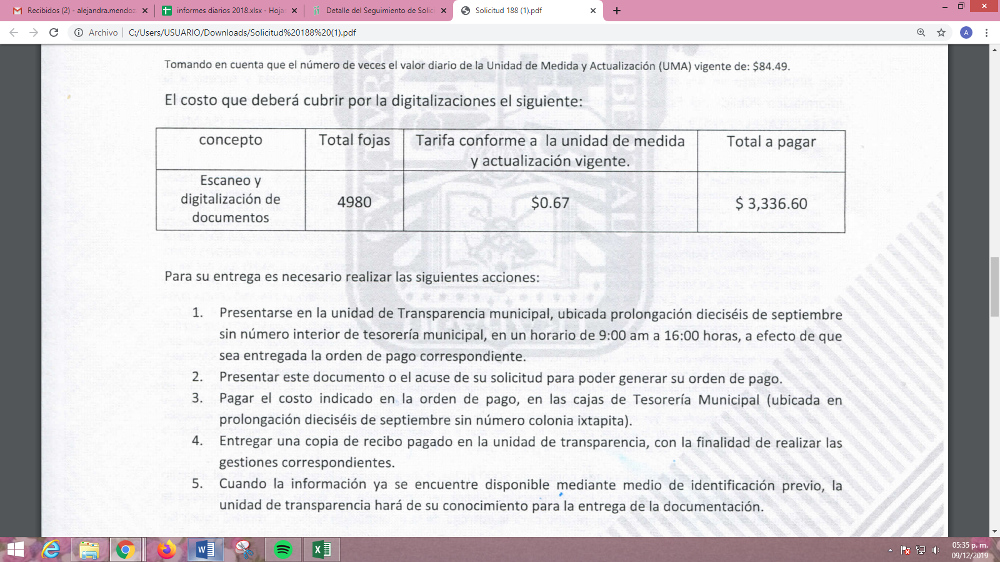 Recibidos (2) - alejandra.mendoz
informes diarios 2018.xlsx - Hoja
Detalle del Seguimiento de Solici
Solicitud 188 (1).pdf
Archivo
C:/Users/USUARIO/Downloads/Solicitud%20188%20(1).pdf
A
Tomando en cuenta que el número de veces el valor diario de la Unidad de Medida y Actualización (UMA) vigente de: $84.49.
El costo que deberá cubrir por la digitalizaciones el siguiente:
concepto
Total fojas
Tarifa conforme a la unidad de medida
y actualización vigente.
Total a pagar
Escaneo y
digitalización de
documentos
4980
$0.67
$ 3,336.60
Para su entrega es necesario realizar las siguientes acciones:
1. Presentarse en la unidad de Transparencia municipal, ubicada prolongación dieciséis de septiembre
sin número interior de tesorería municipal, en un horario de 9:00 am a 16:00 horas, a efecto de que
sea entregada la orden de pago correspondiente.
2. Presentar este documento o el acuse de su solicitud para poder generar su orden de pago.
3. Pagar el costo indicado en la orden de pago, en las cajas de Tesorería Municipal (ubicada en
prolongación dieciséis de septiembre sin número colonia ixtapita).
4. Entregar una copia de recibo pagado en la unidad de transparencia, con la finalidad de realizar las
gestiones correspondientes.
5. Cuando la información ya se encuentre disponible mediante medio de identificación previo, la
unidad de transparencia hará de su conocimiento para la entrega de la documentación.
05:35 p. m.
09/12/2019